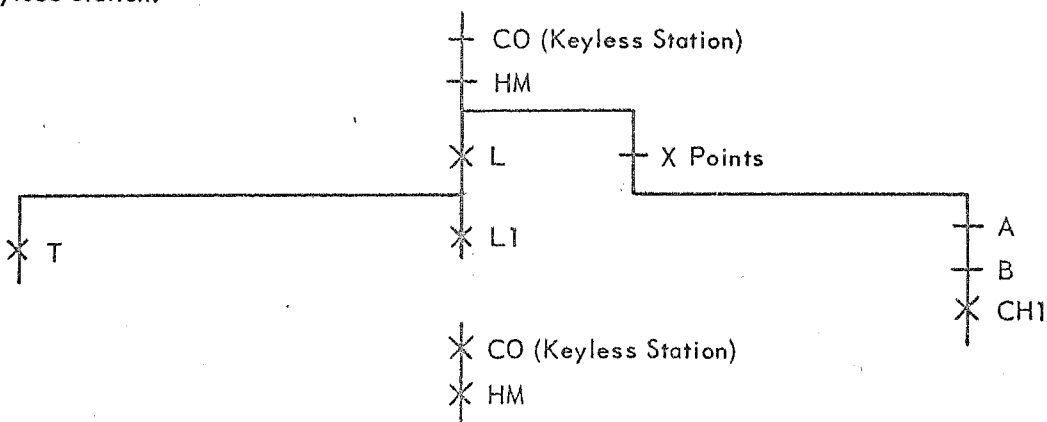 CO (Keyless Station)
HM
L
X Points
T
L1
A
B
CH1
CO (Keyless Station)
HM